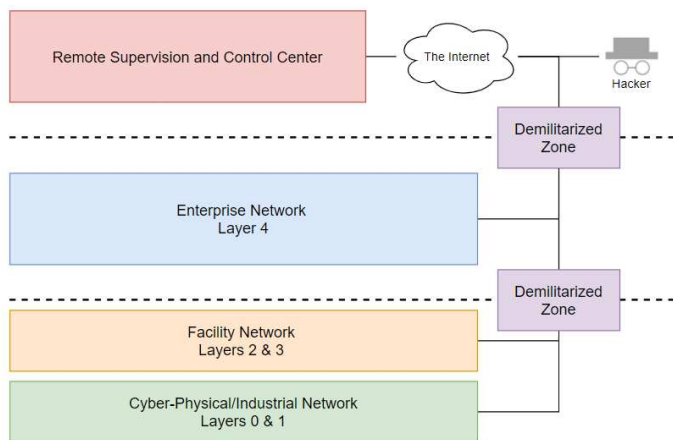 Remote Supervision and Control Center
The Internet
Hacker
Demilitarized
Zone
Enterprise Network
Layer 4
Demilitarized
Zone
Facility Network
Layers 2 & 3
Cyber-Physical/Industrial Network
Layers 0 & 1